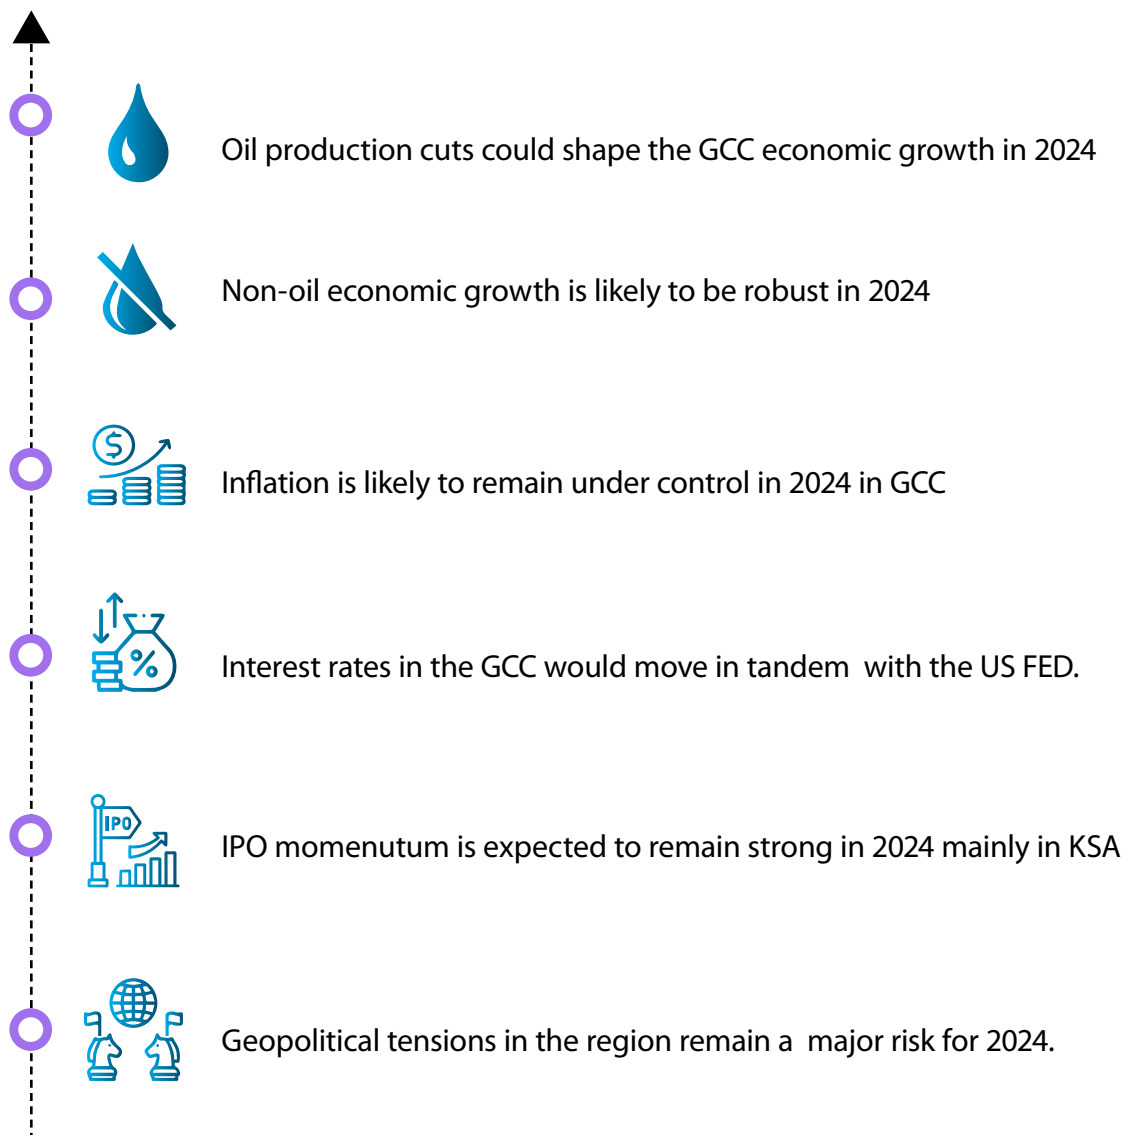 Oil production cuts could shape the GCC economic growth in 2024
Non-oil economic growth is likely to be robust in 2024
$
Inflation is likely to remain under control in 2024 in GCC
%
Interest rates in the GCC would move in tandem  with the US FED.
IPO
IPO momenutum is expected to remain strong in 2024 mainly in KSA
Geopolitical tensions in the region remain a  major risk for 2024.